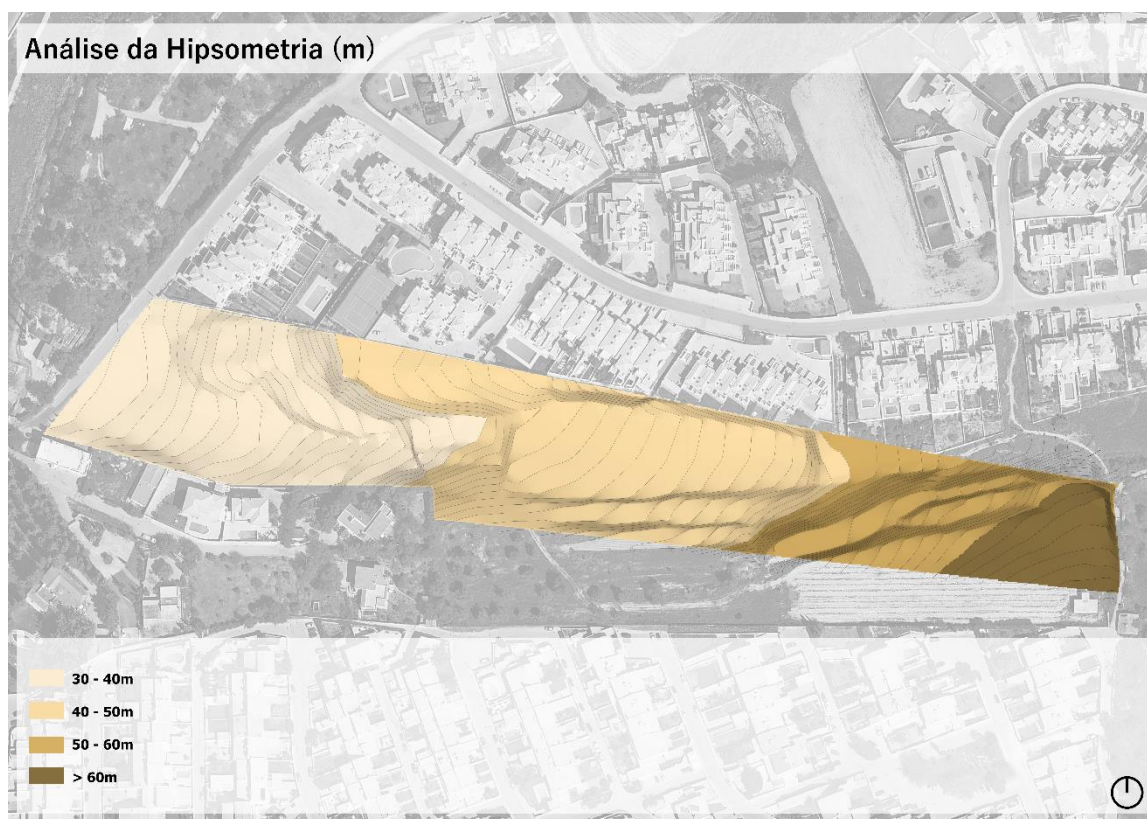 Análise da Hipsometria (m)
30 - 40m
40 - 50m
50 - 60m
> 60m